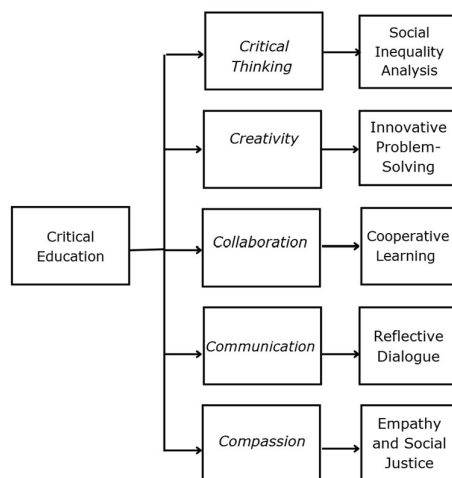 Critical
Education
Critical
Thinking
Social
Inequality
Analysis
Creativity
Innovative
Problem-
Solving
Collaboration
Cooperative
Learning
Communication
Reflective
Dialogue
Compassion
Empathy
and Social
Justice